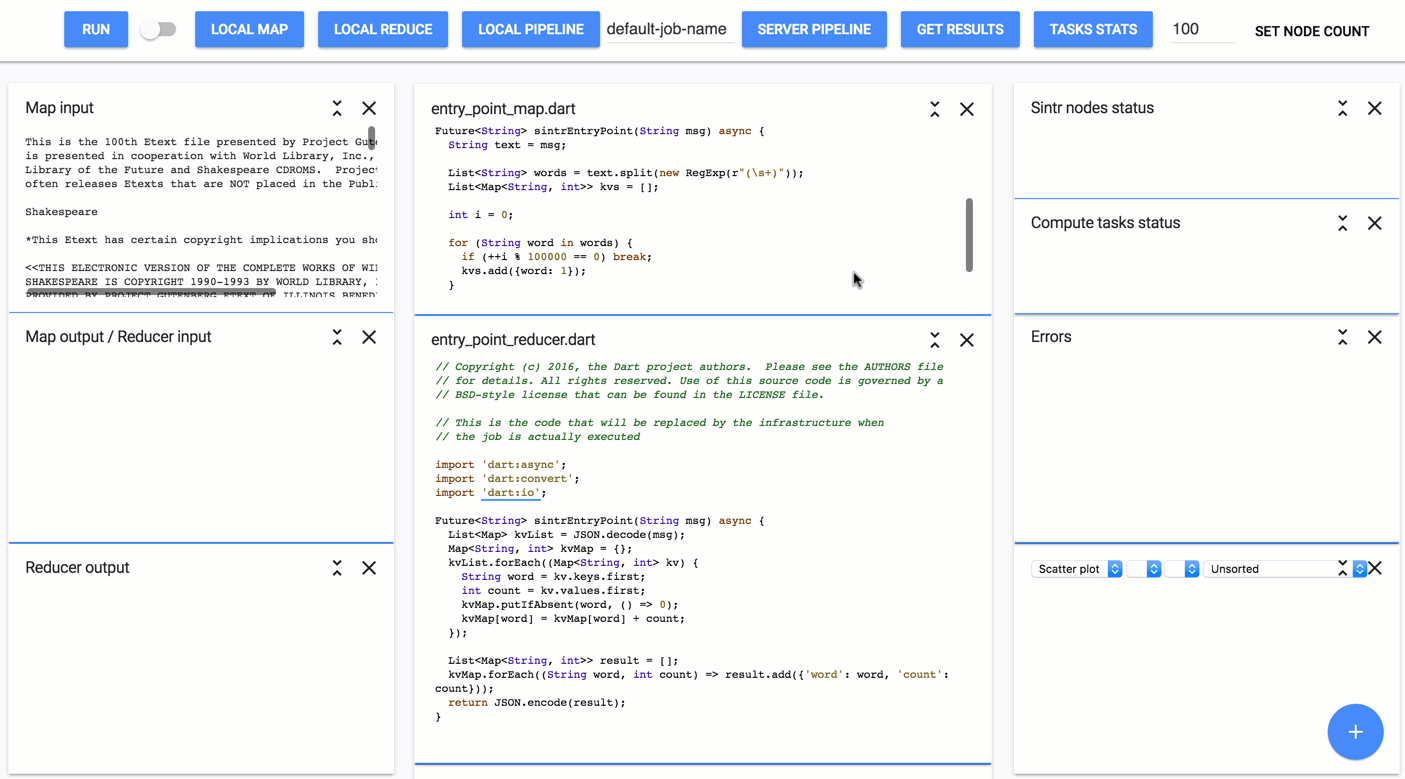 RUN LOCAL MAP LOCAL REDUCE LOCAL PIPELINE default-job-name SERVER PIPELINE GET RESULTS TASKS STATS 100 SET NODE COUNT
Map input
This is the 100th Etext file presented by Project Gute
is presented in cooperation with World Library, Inc.,
Library of the Future and Shakespeare CDROMS. Project
often releases Etexts that are NOT placed in the Publi
Shakespeare
*This Etext has certain copyright implications you sho
<<THIS ELECTRONIC VERSION OF THE COMPLETE WORKS OF WIL
SHAKESPEARE IS COPYRIGHT 1990-1993 BY WORLD LIBRARY,
PROVIDED BY PROJECT GUTENBERG ETEXT OF ILLINOIS BENED
Map output / Reducer input
Reducer output
entry_point_map.dart
Future<String> sintrEntryPoint(String msg) async {
  String text = msg;
  List<String> words = text.split(new RegExp(r"(\s+)"));
  List<Map<String, int>> kvs = [];
  int i = 0;
  for (String word in words) {
    if (++i % 100000 == 0) break;
    kvs.add({word: 1});
  }
entry_point_reducer.dart
// Copyright (c) 2016, the Dart project authors.  Please see the AUTHORS file
// for details. All rights reserved. Use of this source code is governed by a
// BSD-style license that can be found in the LICENSE file.
// This is the code that will be replaced by the infrastructure when
// the job is actually executed
import 'dart:async';
import 'dart:convert';
import 'dart:io';
Future<String> sintrEntryPoint(String msg) async {
  List<Map> kvList = JSON.decode(msg);
  Map<String, int> kvMap = {};
  kvList.forEach((Map<String, int> kv) {
    String word = kv.keys.first;
    int count = kv.values.first;
    kvMap.putIfAbsent(word, () => 0);
    kvMap[word] = kvMap[word] + count;
  });
  List<Map<String, int>> result = [];
  kvMap.forEach((String word, int count) => result.add({'word': word, 'count':
count}));
  return JSON.encode(result);
}
Sintr nodes status
Compute tasks status
Errors
Scatter plot Unsorted